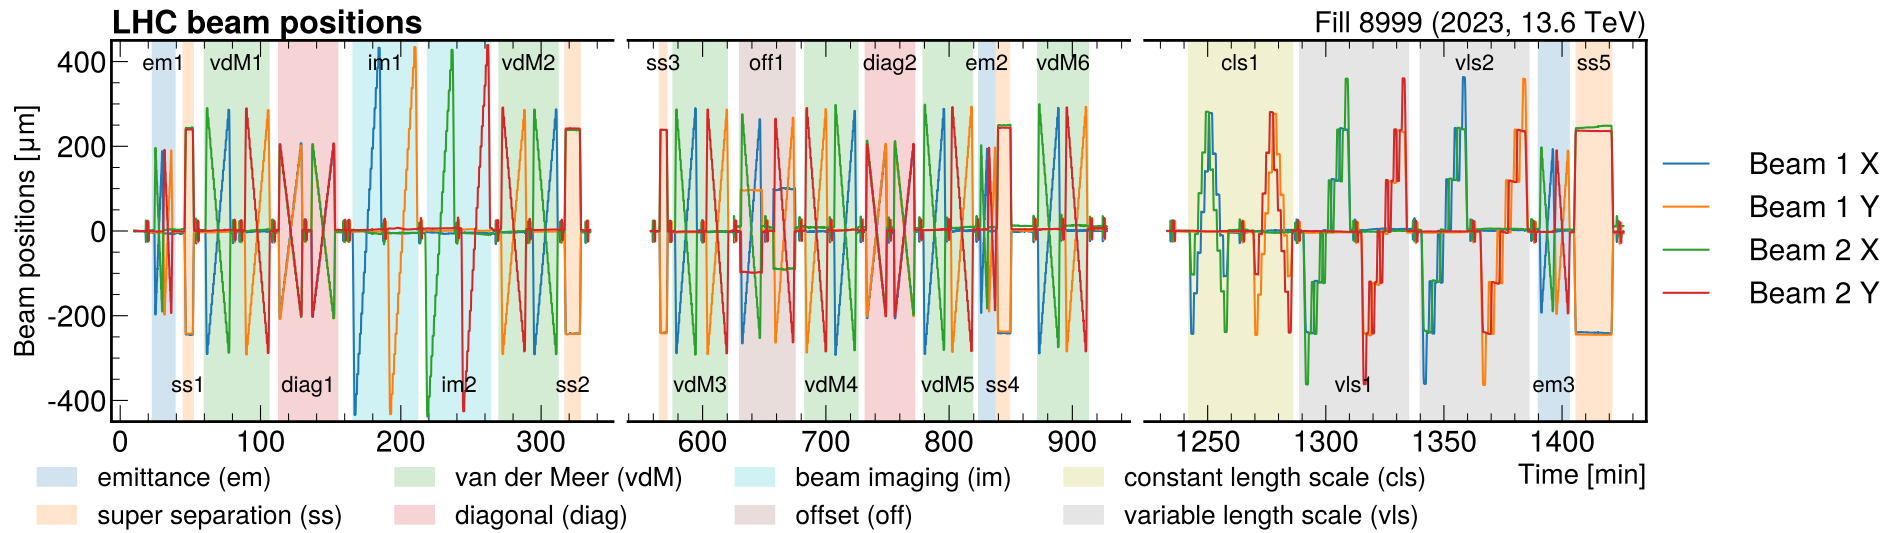 LHC beam positions
Fill 8999 (2023, 13.6 TeV)
em1 vdM1 im1 vdM2 ss3 off1 diag2 em2 vdM6 cls1 vls2 ss5
ss1 diag1 im2 ss2 vdM3 vdM4 vdM5 ss4 vls1 em3
400
200
0
-200
-400
Beam positions [µm]
0 100 200 300 600 700 800 900 1250 1300 1350 1400
Time [min]
Beam 1 X
Beam 1 Y
Beam 2 X
Beam 2 Y
emittance (em) van der Meer (vdM) beam imaging (im) constant length scale (cls)
super separation (ss) diagonal (diag) offset (off) variable length scale (vls)